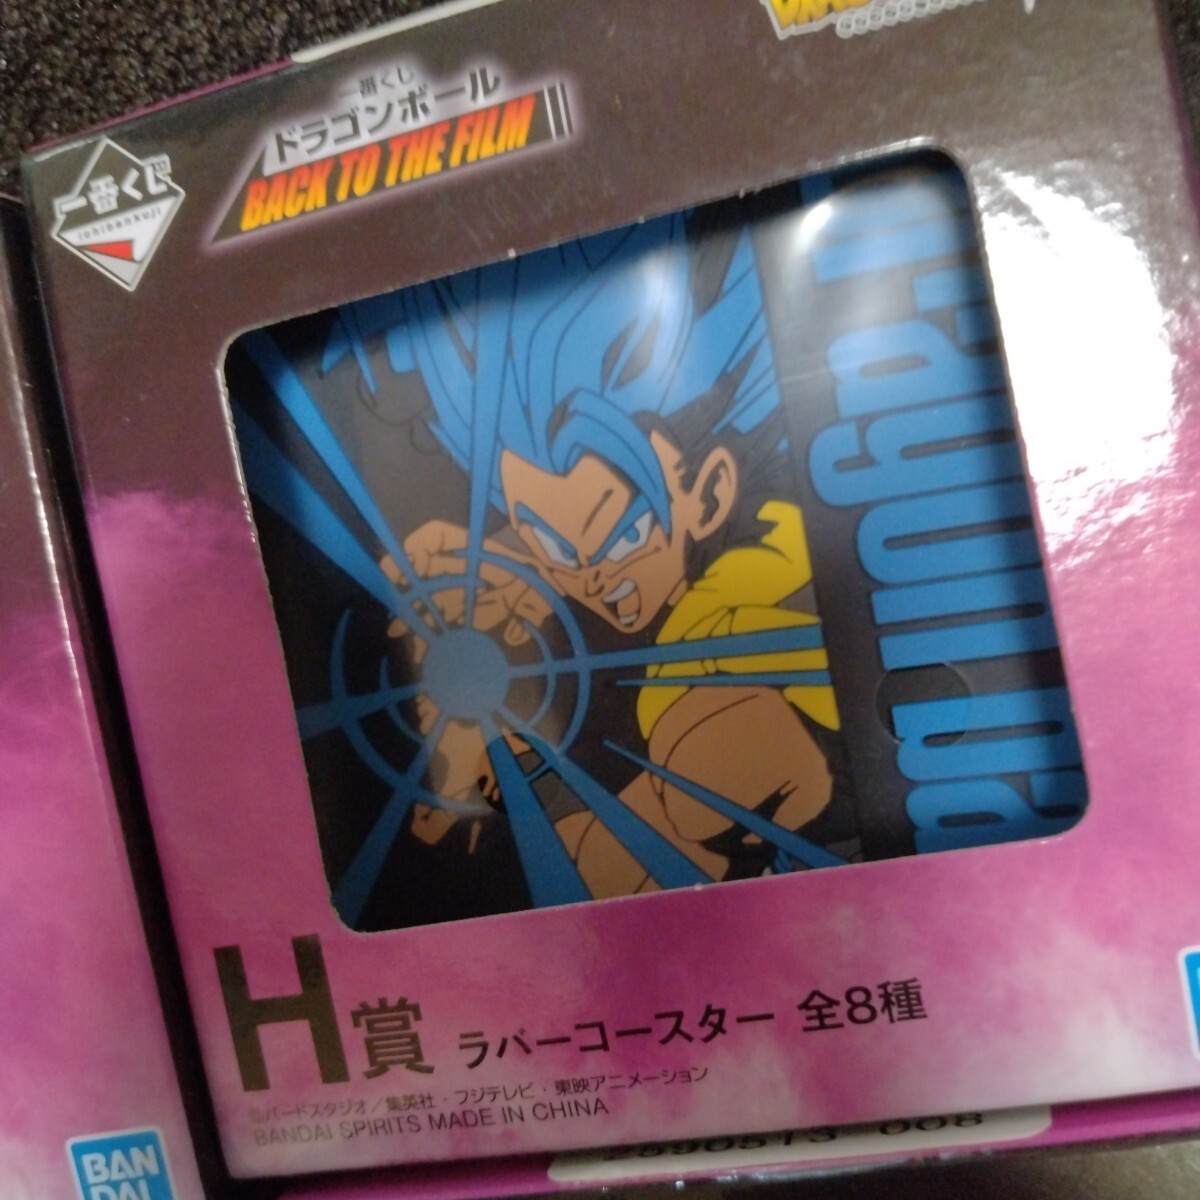 一番くじ
ドラゴンボール
BACK TO THE FILM
一番くじ
ichibankuji
H賞 ラバーコースター 全8種
©バードスタジオ／集英社・フジテレビ・東映アニメーション
BANDAI SPIRITS MADE IN CHINA
BAN
DAI